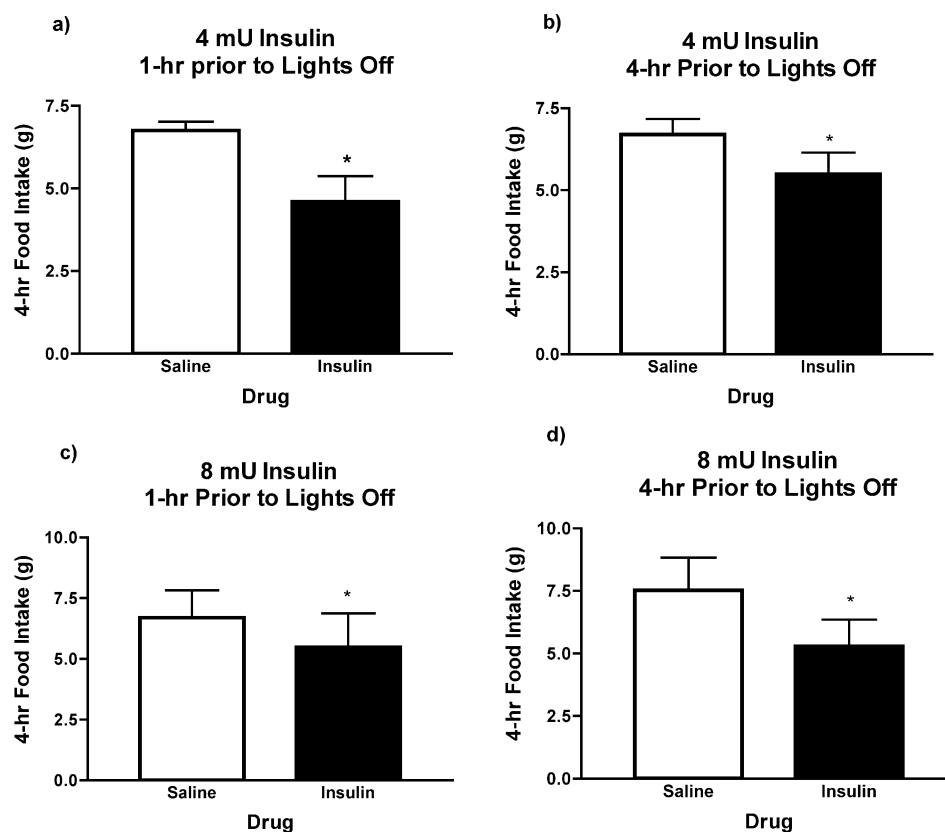 a)
4 mU Insulin
1-hr prior to Lights Off
4-hr Food Intake (g)
7.5
5.0
2.5
0.0
*
Saline Insulin
Drug
b)
4 mU Insulin
4-hr Prior to Lights Off
4-hr Food Intake (g)
7.5
5.0
2.5
0.0
*
Saline Insulin
Drug
c)
8 mU Insulin
1-hr Prior to Lights Off
4-hr Food Intake (g)
10.0
7.5
5.0
2.5
0.0
*
Saline Insulin
Drug
d)
8 mU Insulin
4-hr Prior to Lights Off
4-hr Food Intake (g)
10.0
7.5
5.0
2.5
0.0
*
Saline Insulin
Drug